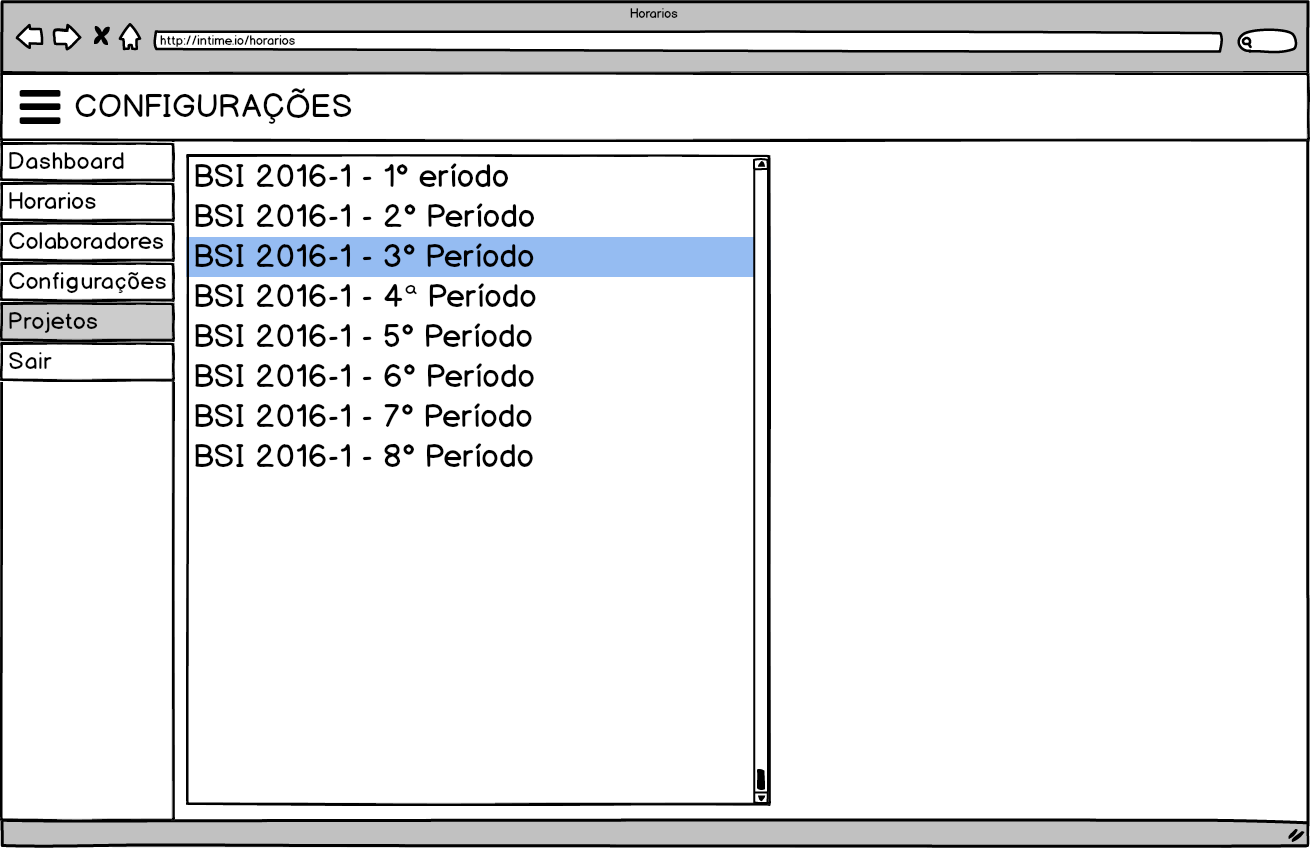 Horarios
http://intime.io/horarios
CONFIGURAÇÕES
Dashboard
Horarios
Colaboradores
Configurações
Projetos
Sair
BSI 2016-1 - 1° eríodo
BSI 2016-1 - 2° Período
BSI 2016-1 - 3° Período
BSI 2016-1 - 4ª Período
BSI 2016-1 - 5° Período
BSI 2016-1 - 6° Período
BSI 2016-1 - 7° Período
BSI 2016-1 - 8° Período